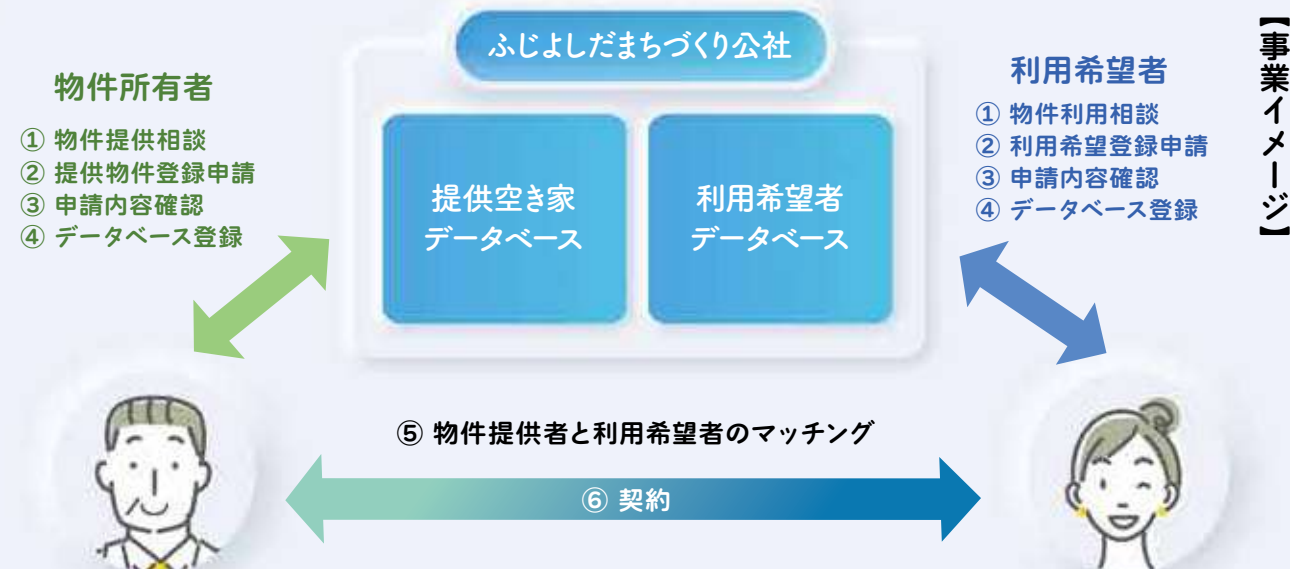 【事業イメージ】
ふじよしだまちづくり公社
提供空き家
データベース
利用希望者
データベース
物件所有者
① 物件提供相談
② 提供物件登録申請
③ 申請内容確認
④ データベース登録
利用希望者
① 物件利用相談
② 利用希望登録申請
③ 申請内容確認
④ データベース登録
⑤ 物件提供者と利用希望者のマッチング
⑥ 契約